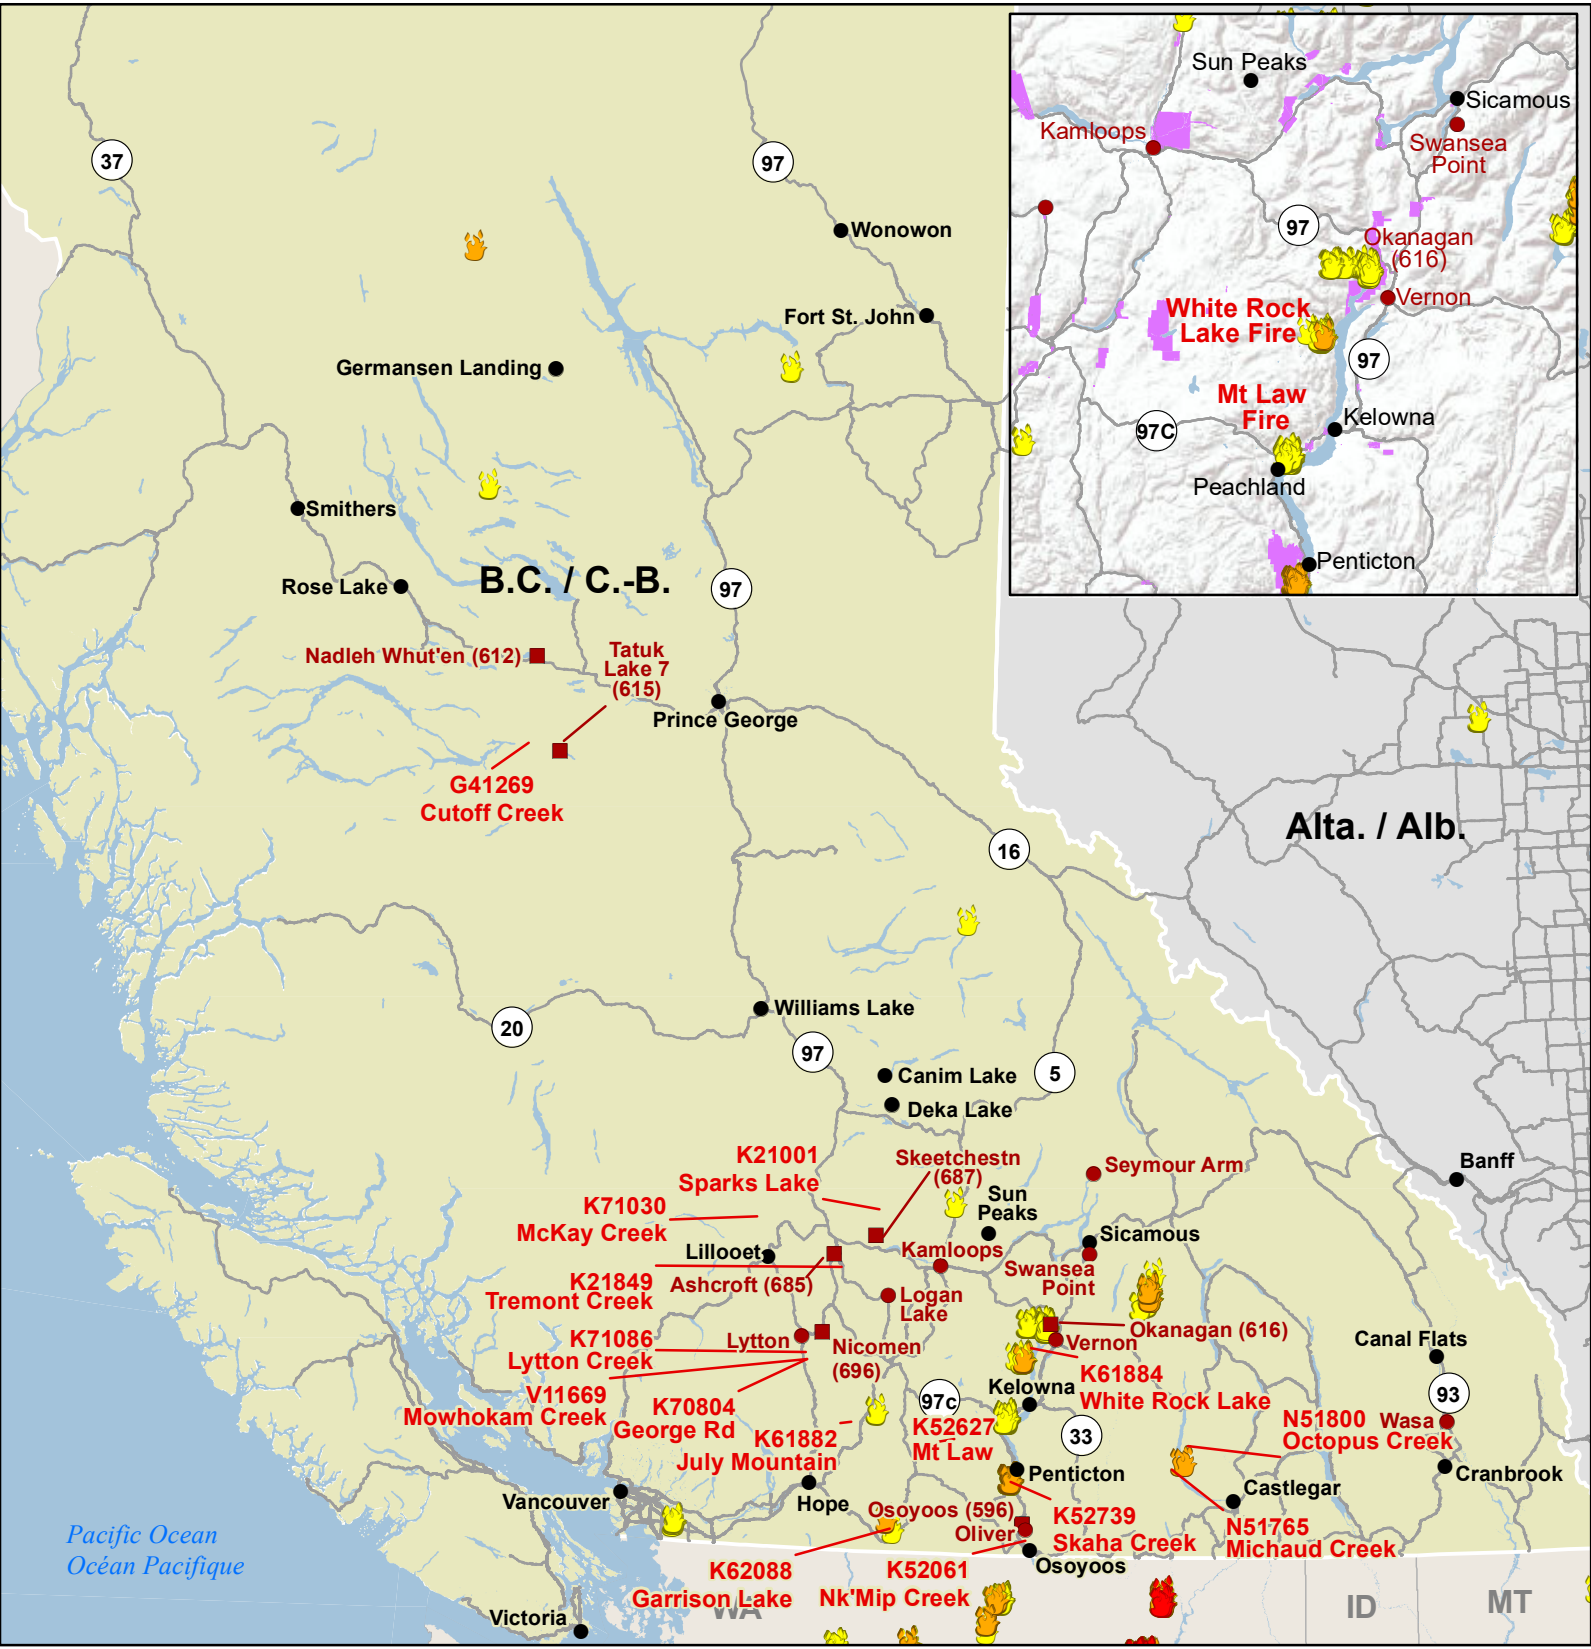 37
97
Wonowon
Fort St. John
Germansen Landing
Smithers
Rose Lake
B.C. / C.-B.
97
Nadleh Whut'en (612)
Tatuk
Lake 7
(615)
Prince George
G41269
Cutoff Creek
16
Alta. / Alb.
20
Williams Lake
97
Canim Lake
5
Deka Lake
K21001
Sparks Lake
Skeetchestn
(687)
Seymour Arm
Banff
K71030
McKay Creek
Sun
Peaks
Sicamous
Lillooet
Kamloops
Swansea
Point
K21849
Tremont Creek
Ashcroft (685)
Logan
Lake
K71086
Lytton Creek
Lytton
Nicomen
(696)
Vernon
Okanagan (616)
Canal Flats
V11669
Mowhokam Creek
K70804
George Rd
K61882
July Mountain
97c
Kelowna
K61884
White Rock Lake
93
K52627
Mt Law
33
N51800
Octopus Creek
Wasa
Penticton
Cranbrook
Castlegar
Vancouver
Hope
Osoyoos (596)
Oliver
K52739
Skaha Creek
N51765
Michaud Creek
Pacific Ocean
Océan Pacifique
K62088
Garrison Lake
K52061
Nk'Mip Creek
Osoyoos
Victoria
WA
ID
MT
Sun Peaks
Sicamous
Kamloops
Swansea
Point
97
Okanagan
(616)
Vernon
White Rock
Lake Fire
97
Mt Law
Fire
97C
Kelowna
Peachland
Penticton